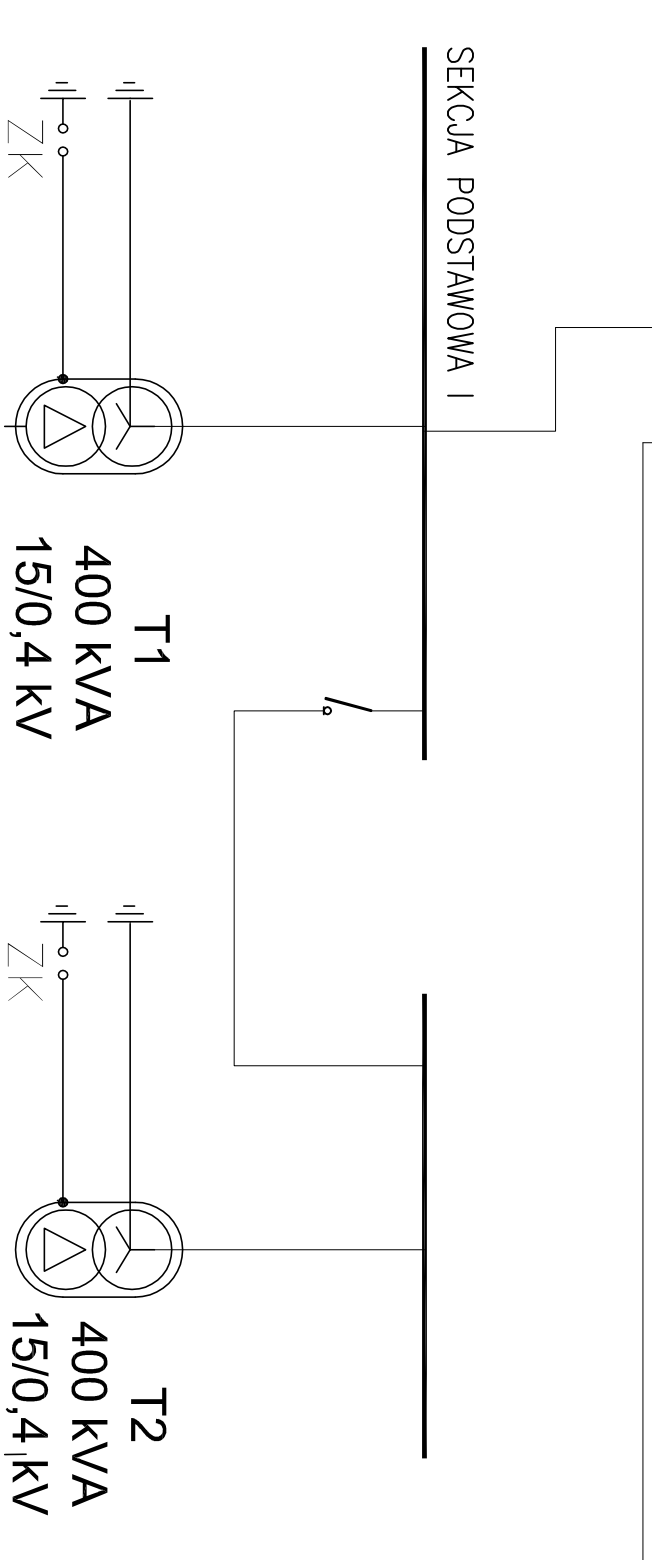 SEKCJA PODSTAWOWA I
ZK
T1
400 kVA
15/0,4 kV
ZK
T2
400 kVA
15/0,4 kV